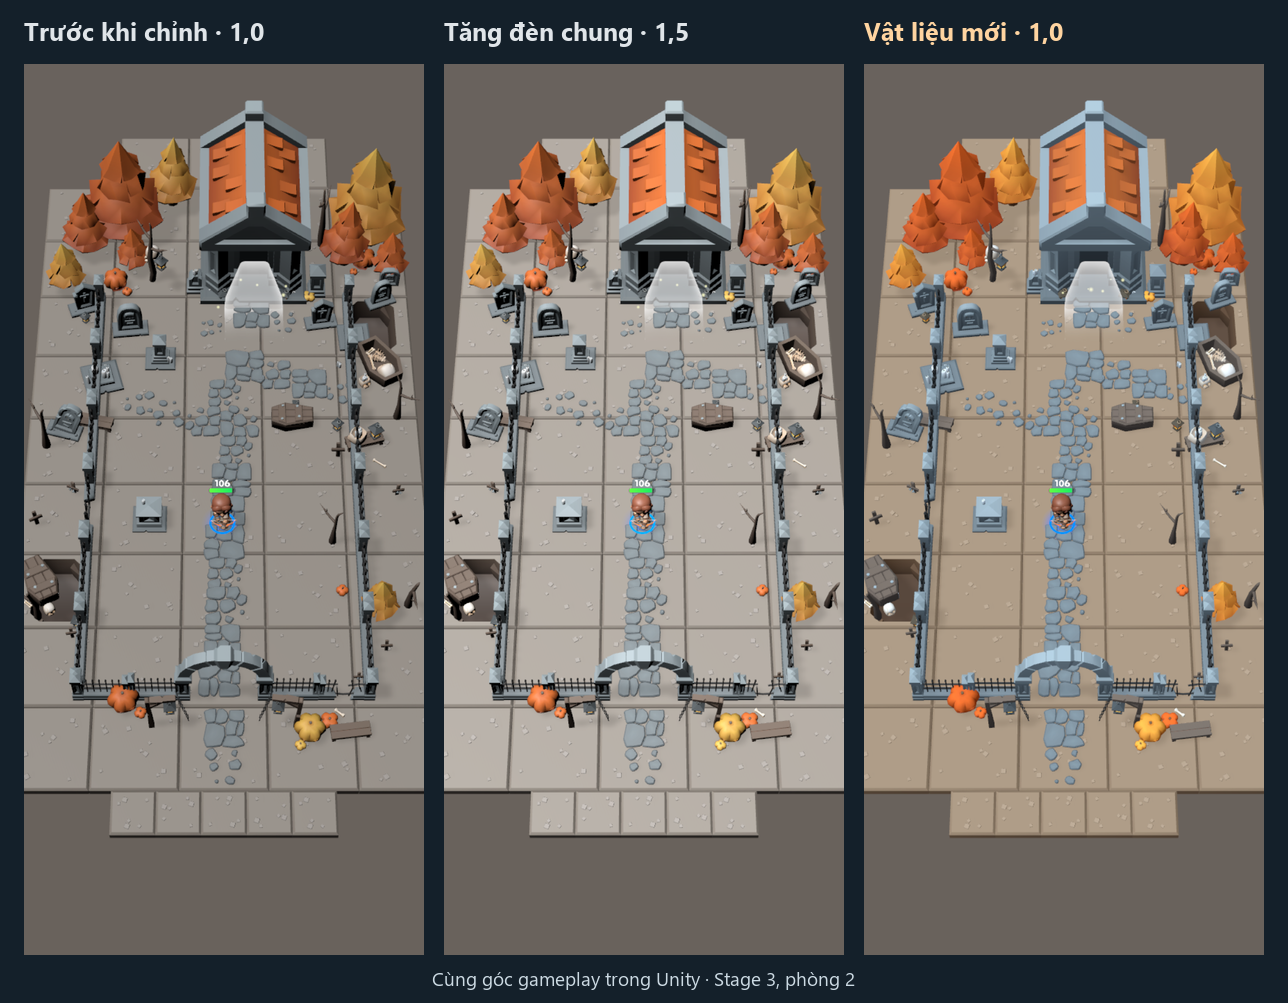 Trước khi chỉnh · 1,0
Tăng đèn chung · 1,5
Vật liệu mới · 1,0
106
106
106
Cùng góc gameplay trong Unity · Stage 3, phòng 2